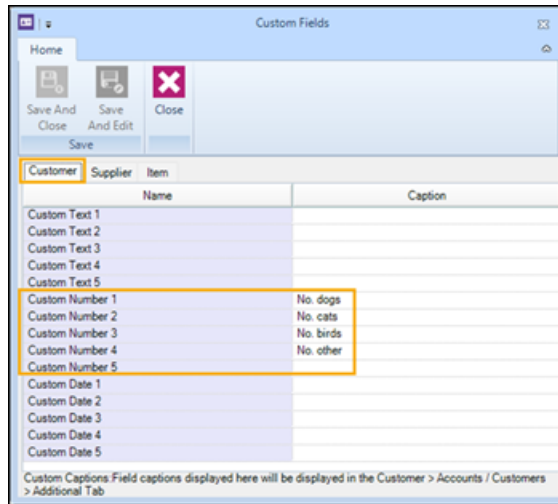 Custom Fields
Home
Save And Close
Save And Edit
Close
Save
Customer Supplier Item
Name Caption
Custom Text 1
Custom Text 2
Custom Text 3
Custom Text 4
Custom Text 5
Custom Number 1 No. dogs
Custom Number 2 No. cats
Custom Number 3 No. birds
Custom Number 4 No. other
Custom Number 5
Custom Date 1
Custom Date 2
Custom Date 3
Custom Date 4
Custom Date 5
Custom Captions:Field captions displayed here will be displayed in the Customer > Accounts / Customers
> Additional Tab